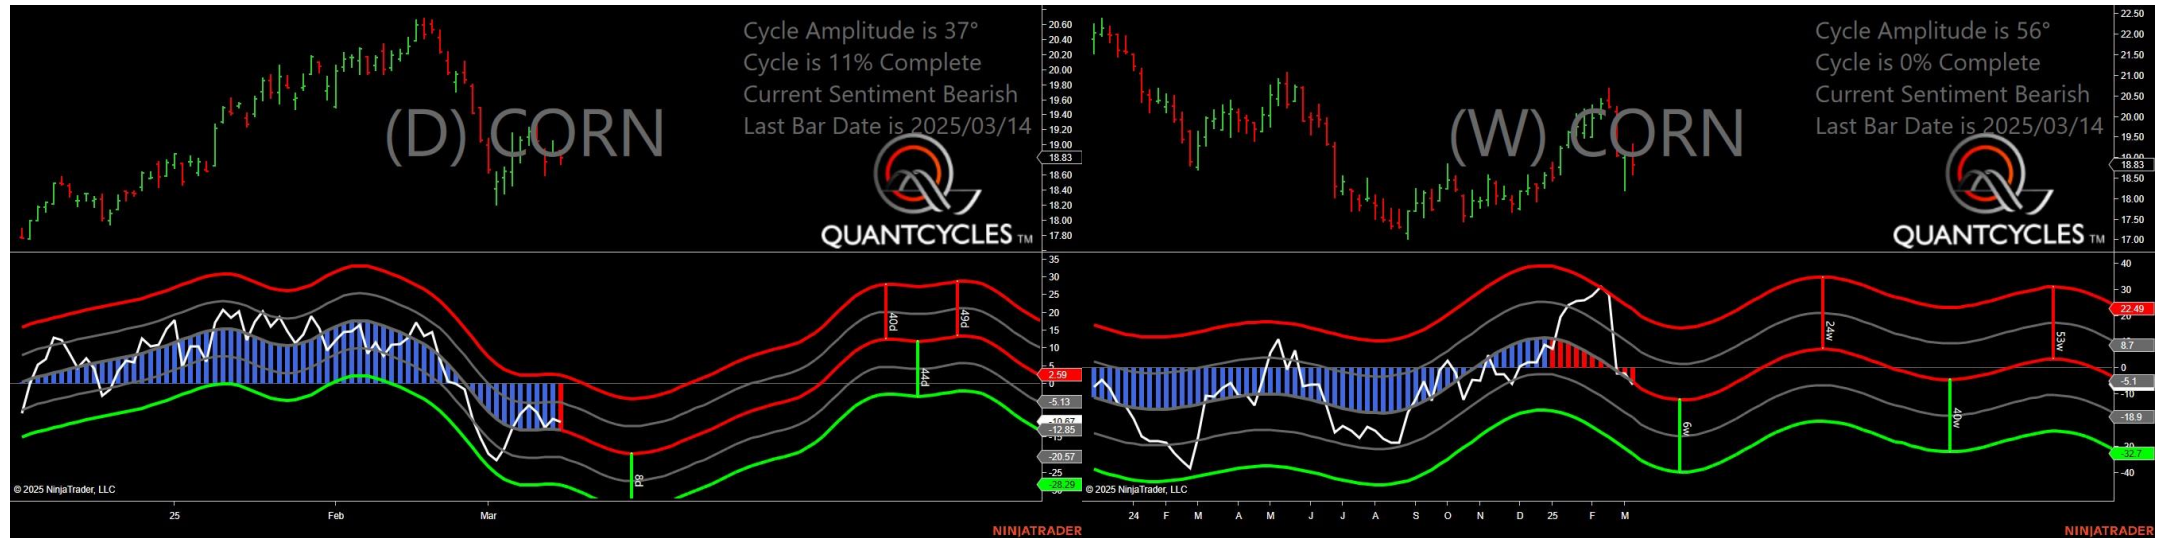 Cycle Amplitude is 37°
Cycle is 11% Complete
Current Sentiment Bearish
Last Bar Date is 2025/03/14
(D) CORN
QUANTCYCLES TM
20.60
20.40
20.20
20.00
19.80
19.60
19.40
19.20
19.00
18.83
18.60
18.40
18.20
18.00
17.80
35
30
25
20
15
10
5
2.59
0
-5.13
-12.85
-15
-20.57
-25
-28.29
40d
49d
44d
8d
© 2025 NinjaTrader, LLC
25 Feb Mar
NINJATRADER
Cycle Amplitude is 56°
Cycle is 0% Complete
Current Sentiment Bearish
Last Bar Date is 2025/03/14
(W) CORN
QUANTCYCLES TM
22.50
22.00
21.50
21.00
20.50
20.00
19.50
19.00
18.83
18.50
18.00
17.50
17.00
40
30
22.49
20
8.7
0
-5.1
-10
-18.9
-32.7
-40
24w
53w
6w
40w
© 2025 NinjaTrader, LLC
24 F M A M J J A S O N D 25 F M
NINJATRADER